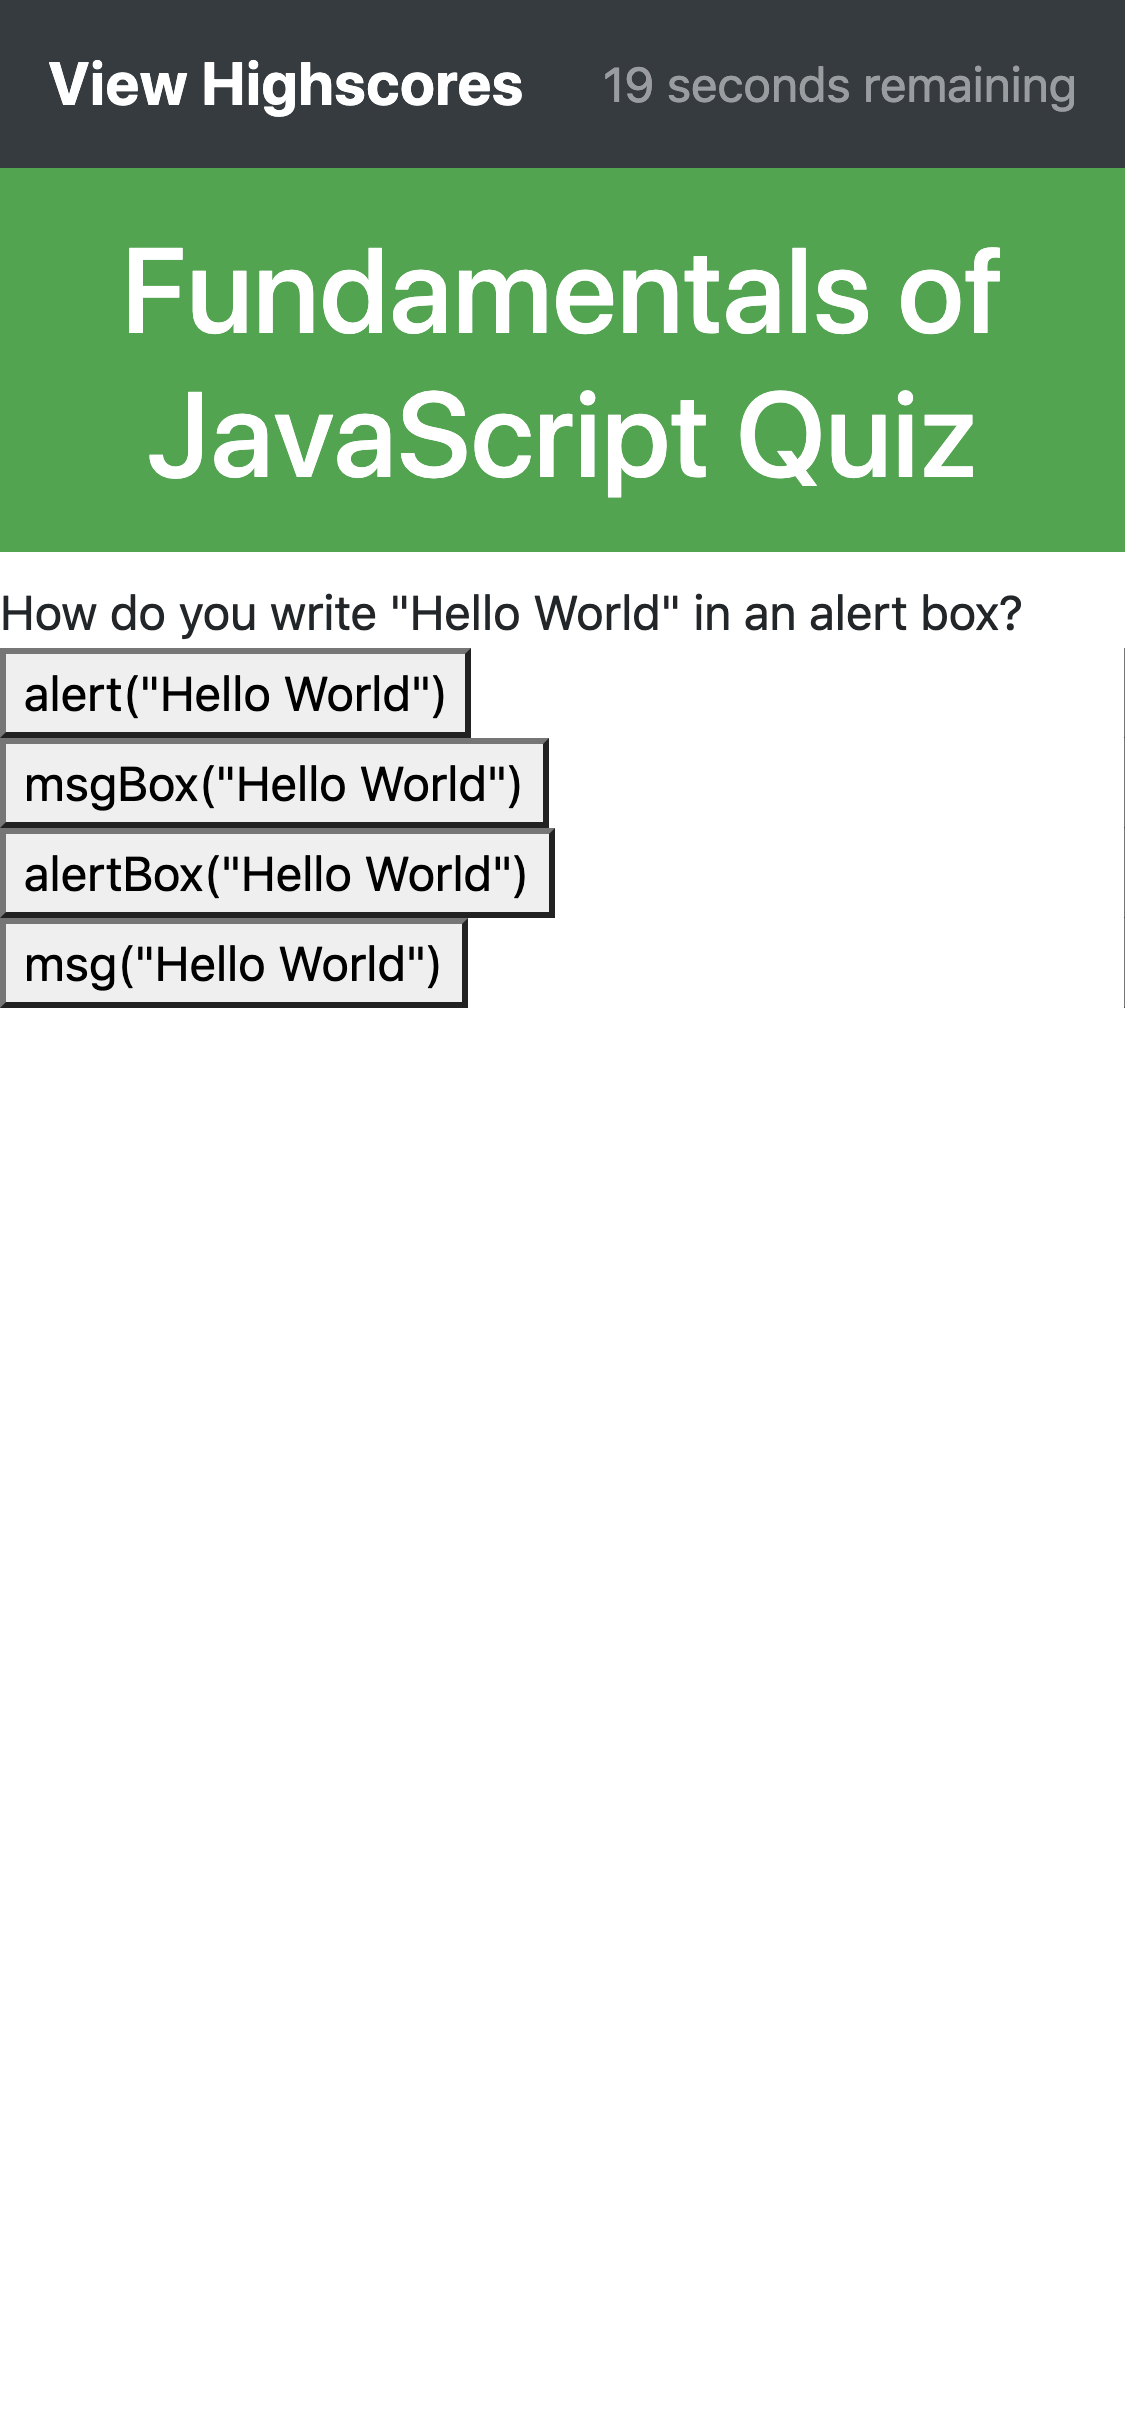 View Highscores 19 seconds remaining
Fundamentals of
JavaScript Quiz
How do you write "Hello World" in an alert box?
alert("Hello World")
msgBox("Hello World")
alertBox("Hello World")
msg("Hello World")